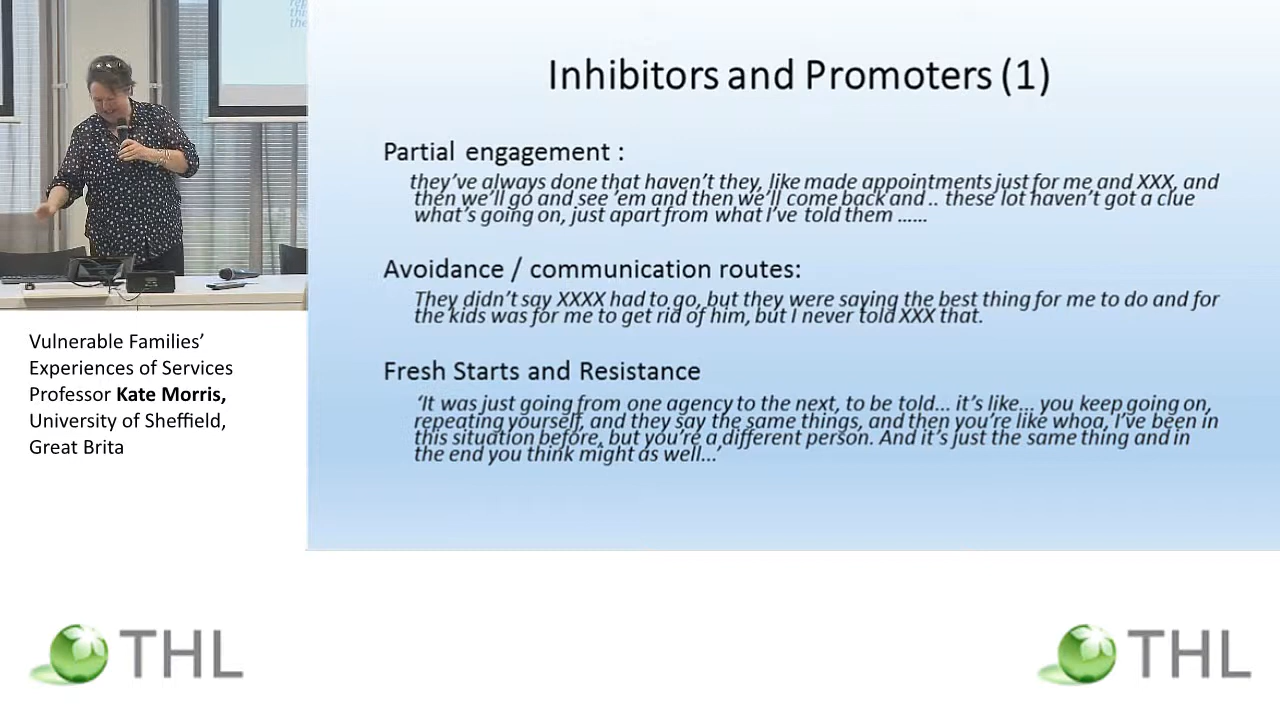 Inhibitors and Promoters (1)
Partial engagement :
they've always done that haven't they, like made appointments just for me and XXX, and
then we'll go and see 'em and then we'll come back and .. these lot haven't got a clue
what's going on, just apart from what I've told them ......
Avoidance / communication routes:
They didn't say XXXX had to go, but they were saying the best thing for me to do and for
the kids was for me to get rid of him, but I never told XXX that.
Fresh Starts and Resistance
'It was just going from one agency to the next, to be told... it's like... you keep going on,
repeating yourself, and they say the same things, and then you're like whoa, I've been in
this situation before, but you're a different person. And it's just the same thing and in
the end you think might as well...'
Vulnerable Families'
Experiences of Services
Professor Kate Morris,
University of Sheffield,
Great Brita
THL
THL